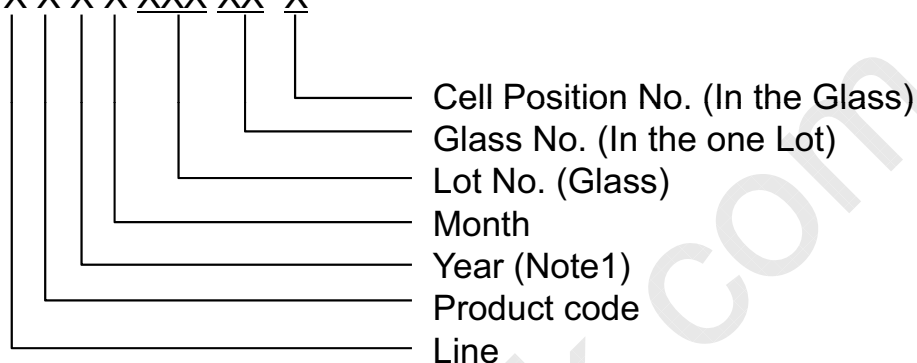 X X X X XXX XX X
Cell Position No. (In the Glass)
Glass No. (In the one Lot)
Lot No. (Glass)
Month
Year (Note1)
Product code
Line
com